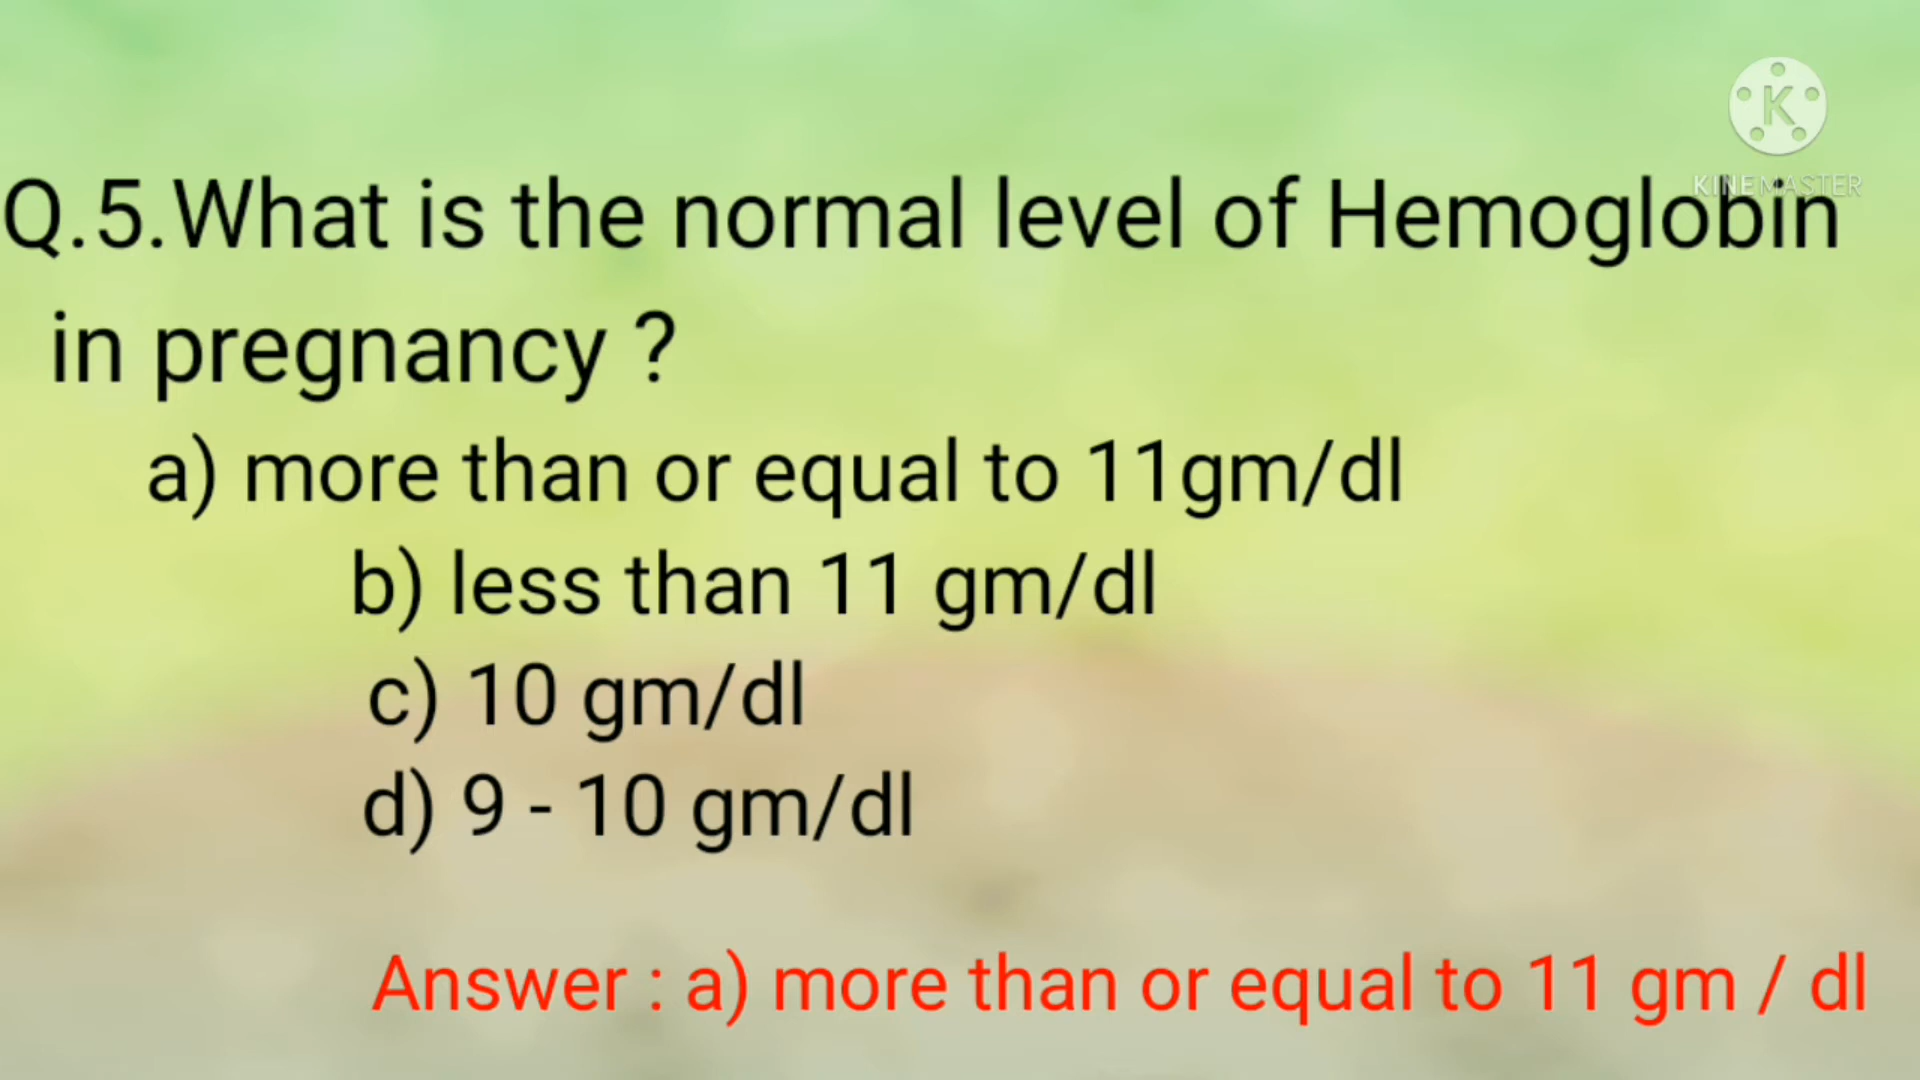 K
KINEMASTER
Q.5.What is the normal level of Hemoglobin
in pregnancy ?
a) more than or equal to 11gm/dl
b) less than 11 gm/dl
c) 10 gm/dl
d) 9 - 10 gm/dl
Answer : a) more than or equal to 11 gm / dl